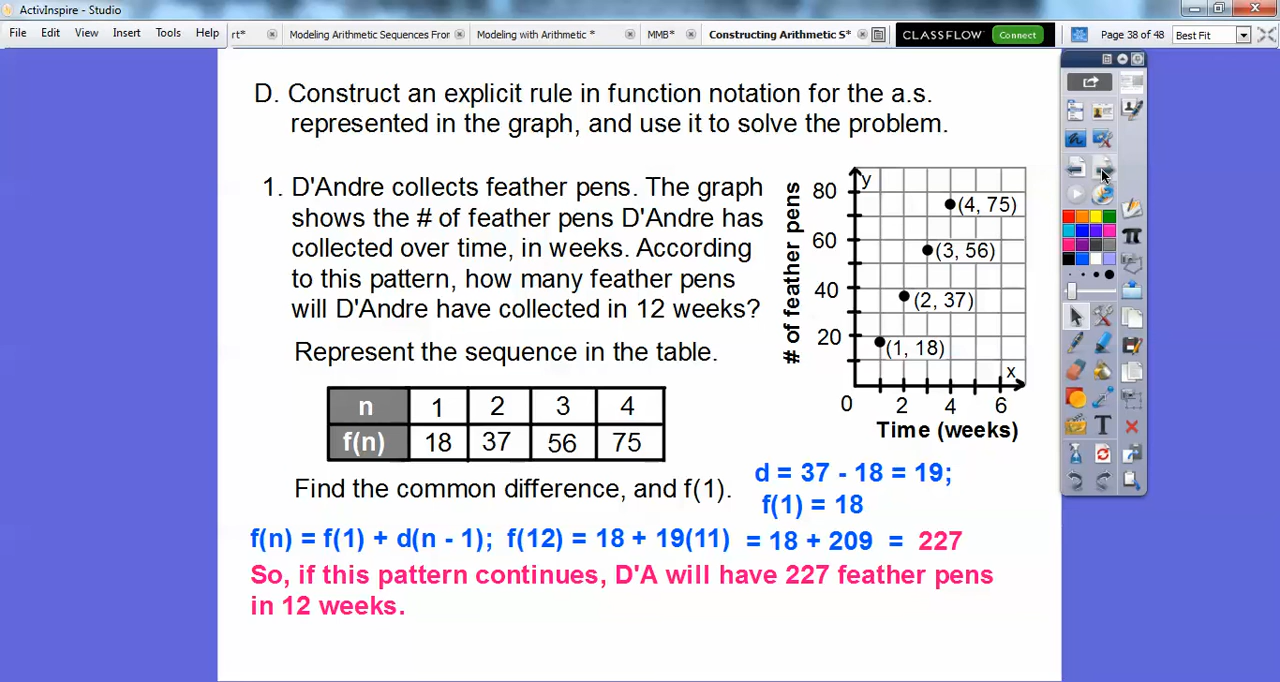 ActivInspire - Studio
File Edit View Insert Tools Help
rt* Modeling Arithmetic Sequences Fror Modeling with Arithmetic * MMB* Constructing Arithmetic S*
CLASSFLOW Connect
Page 38 of 48 Best Fit
D. Construct an explicit rule in function notation for the a.s.
represented in the graph, and use it to solve the problem.
1. D'Andre collects feather pens. The graph
shows the # of feather pens D'Andre has
collected over time, in weeks. According
to this pattern, how many feather pens
will D'Andre have collected in 12 weeks?
Represent the sequence in the table.
n 1 2 3 4
f(n) 18 37 56 75
Find the common difference, and f(1).
# of feather pens
y
80
60
40
20
(4, 75)
(3, 56)
(2, 37)
(1, 18)
x
0 2 4 6
Time (weeks)
d = 37 - 18 = 19;
f(1) = 18
f(n) = f(1) + d(n - 1); f(12) = 18 + 19(11) = 18 + 209 = 227
So, if this pattern continues, D'A will have 227 feather pens
in 12 weeks.